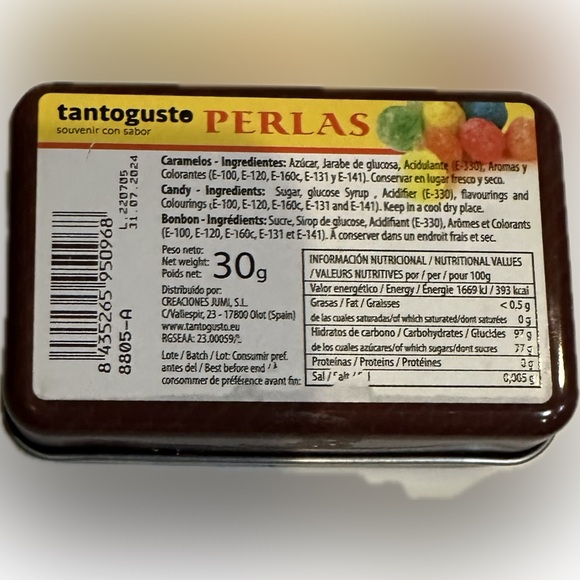 tantogusto
souvenir con sabor
PERLAS
L. 220705
31.07.2024
Caramelos - Ingredientes: Azúcar, Jarabe de glucosa, Acidulante (E-330), Aromas y
Colorantes (E-100, E-120, E-160c, E-131 y E-141). Conservar en lugar fresco y seco.
Candy - Ingredients: Sugar, glucose Syrup , Acidifier (E-330), flavourings and
Colourings (E-100, E-120, E-160c, E-131 and E-141). Keep in a cool dry place.
Bonbon - Ingrédients: Sucre, Sirop de glucose, Acidifiant (E-330), Arômes et Colorants
(E-100, E-120, E-160c, E-131 et E-141). À conserver dans un endroit frais et sec.
8 435265 950968
8805-A
Peso neto:
Net weight:
Poids net:
30g
Distribuido por:
CREACIONES JUMI, S.L.
C/Vallespir, 23 - 17800 Olot (Spain)
www.tantogusto.eu
RGSEAA:
Lote / Batch / Lot: Consumir pref.
antes del / Best before end /
consommer de préférence avant fin:
INFORMACIÓN NUTRICIONAL / NUTRITIONAL VALUES
/ VALEURS NUTRITIVES por / per / pour 100g
Valor energético / Energy / Énergie 1669 kJ / 393 kcal
Grasas / Fat / Graisses < 0.5 g
de las cuales saturadas/of which saturated/dont saturées 0 g
Hidratos de carbono / Carbohydrates / Glucides 97 g
de los cuales azúcares/of which sugars/dont sucres 77 g
Proteínas / Proteins / Protéines 0 g
Sal /